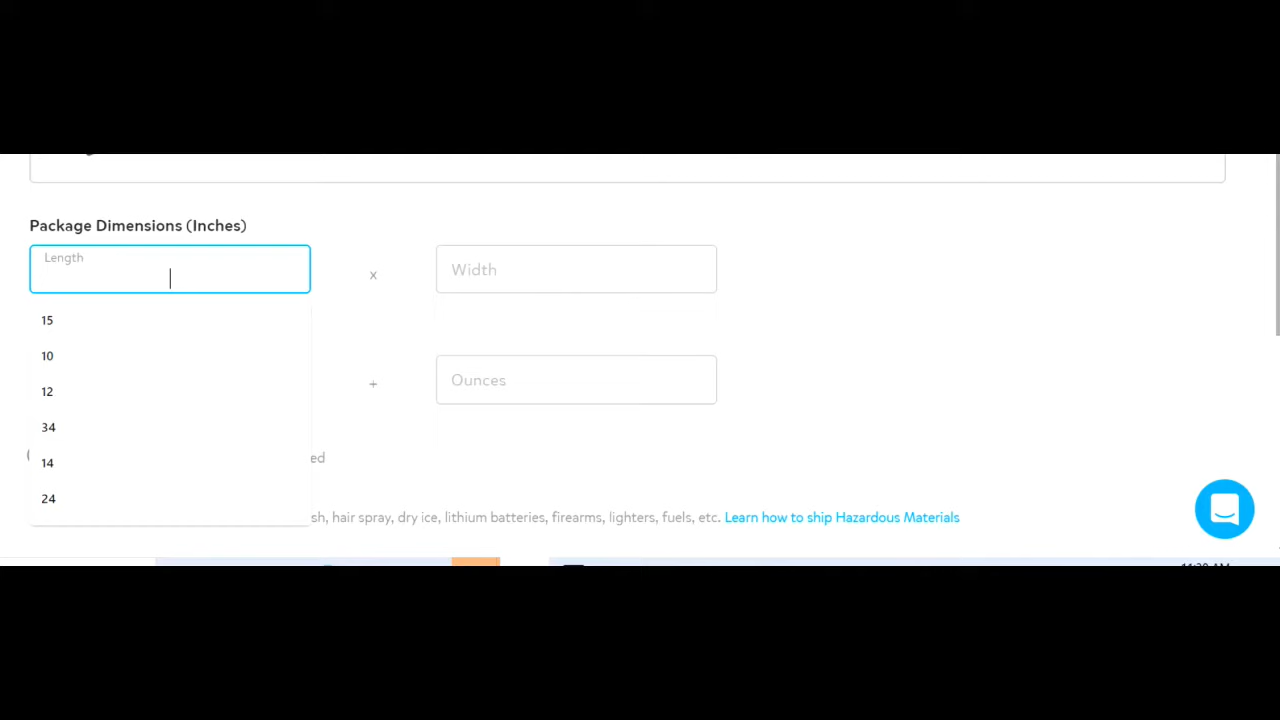 Package Dimensions (Inches)
Length
x
Width
15
10
12
+
Ounces
34
14
ed
24
sh, hair spray, dry ice, lithium batteries, firearms, lighters, fuels, etc. Learn how to ship Hazardous Materials